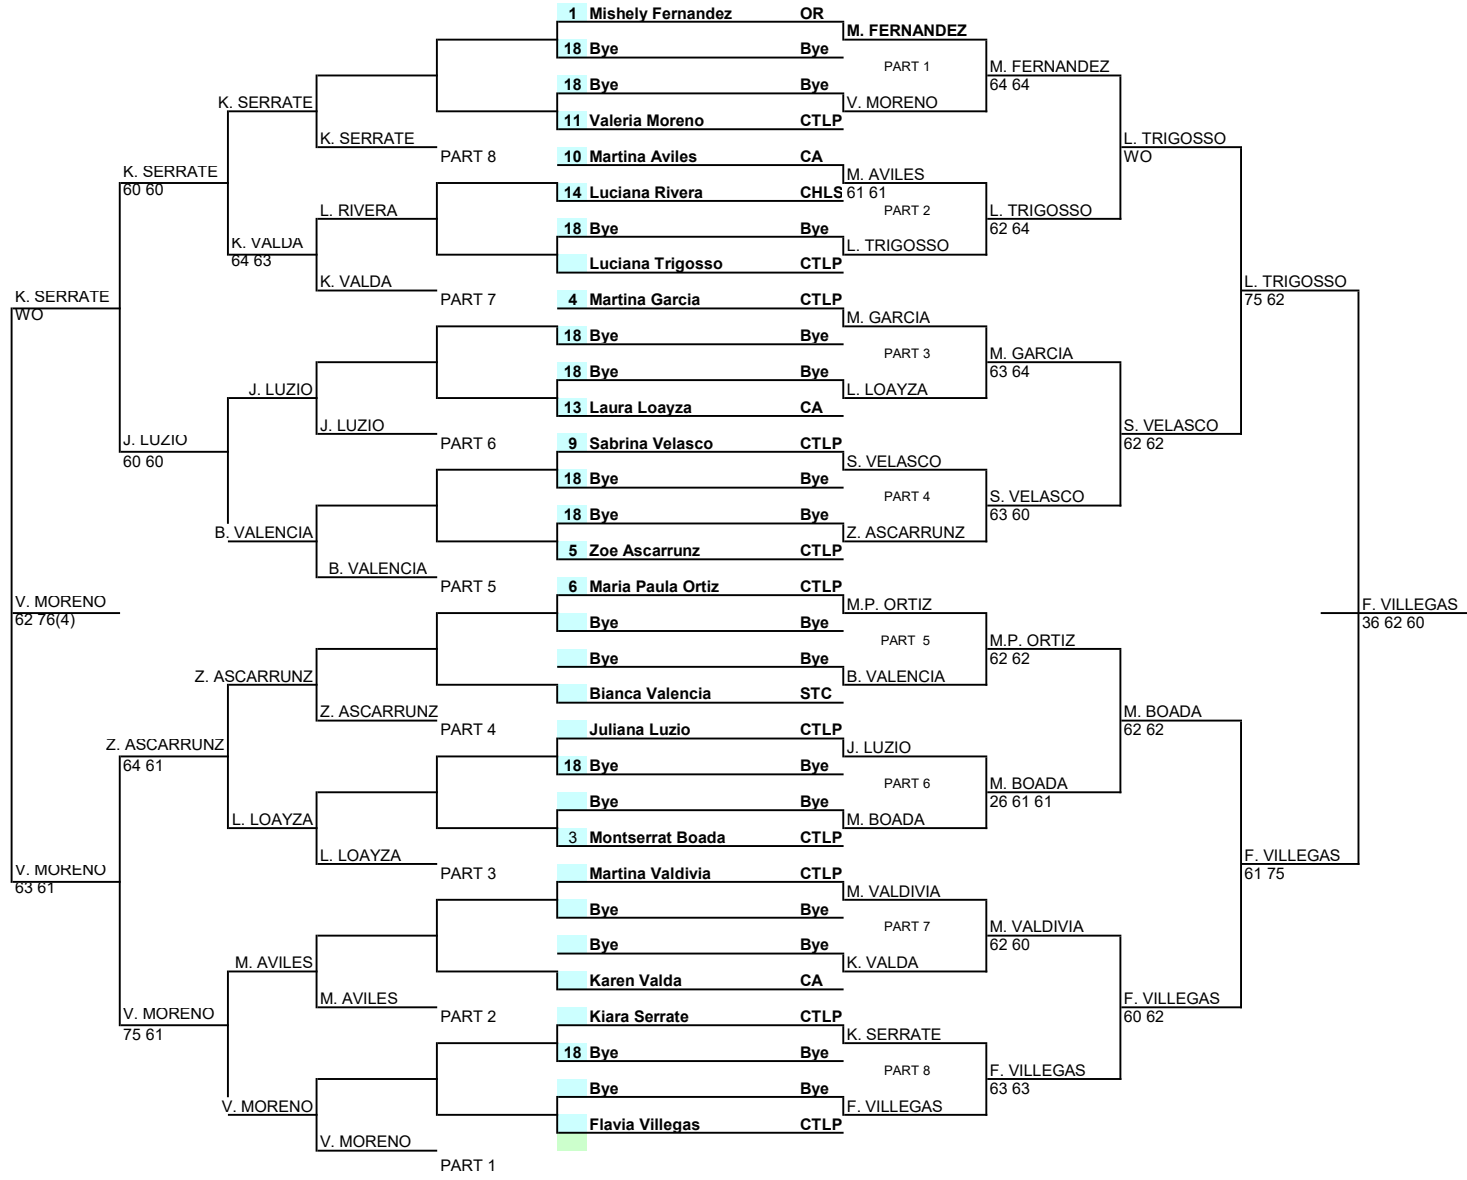 1 Mishely Fernandez OR
M. FERNANDEZ
18 Bye Bye
PART 1
M. FERNANDEZ
64 64
18 Bye Bye
K. SERRATE
V. MORENO
11 Valeria Moreno CTLP
K. SERRATE
L. TRIGOSSO
PART 8
10 Martina Aviles CA
WO
K. SERRATE
M. AVILES
60 60
14 Luciana Rivera CHLS 61 61
L. RIVERA
PART 2
L. TRIGOSSO
18 Bye Bye
62 64
K. VALDA
L. TRIGOSSO
64 63
Luciana Trigosso CTLP
K. VALDA
L. TRIGOSSO
K. SERRATE
PART 7
4 Martina Garcia CTLP
75 62
WO
M. GARCIA
18 Bye Bye
PART 3
M. GARCIA
18 Bye Bye
63 64
J. LUZIO
L. LOAYZA
13 Laura Loayza CA
J. LUZIO
S. VELASCO
J. LUZIO
PART 6
9 Sabrina Velasco CTLP
62 62
60 60
S. VELASCO
18 Bye Bye
PART 4
S. VELASCO
18 Bye Bye
63 60
B. VALENCIA
Z. ASCARRUNZ
5 Zoe Ascarrunz CTLP
B. VALENCIA
PART 5
6 Maria Paula Ortiz CTLP
V. MORENO
M.P. ORTIZ
F. VILLEGAS
62 76(4)
Bye Bye
36 62 60
PART 5
M.P. ORTIZ
Bye Bye
62 62
Z. ASCARRUNZ
B. VALENCIA
Bianca Valencia STC
Z. ASCARRUNZ
M. BOADA
PART 4
Juliana Luzio CTLP
62 62
Z. ASCARRUNZ
J. LUZIO
64 61
18 Bye Bye
PART 6
M. BOADA
Bye Bye
26 61 61
L. LOAYZA
M. BOADA
3 Montserrat Boada CTLP
L. LOAYZA
F. VILLEGAS
V. MORENO
PART 3
Martina Valdivia CTLP
61 75
63 61
M. VALDIVIA
Bye Bye
PART 7
M. VALDIVIA
Bye Bye
62 60
M. AVILES
K. VALDA
Karen Valda CA
M. AVILES
F. VILLEGAS
V. MORENO
PART 2
Kiara Serrate CTLP
60 62
75 61
K. SERRATE
18 Bye Bye
PART 8
F. VILLEGAS
Bye Bye
63 63
V. MORENO
F. VILLEGAS
Flavia Villegas CTLP
V. MORENO
PART 1